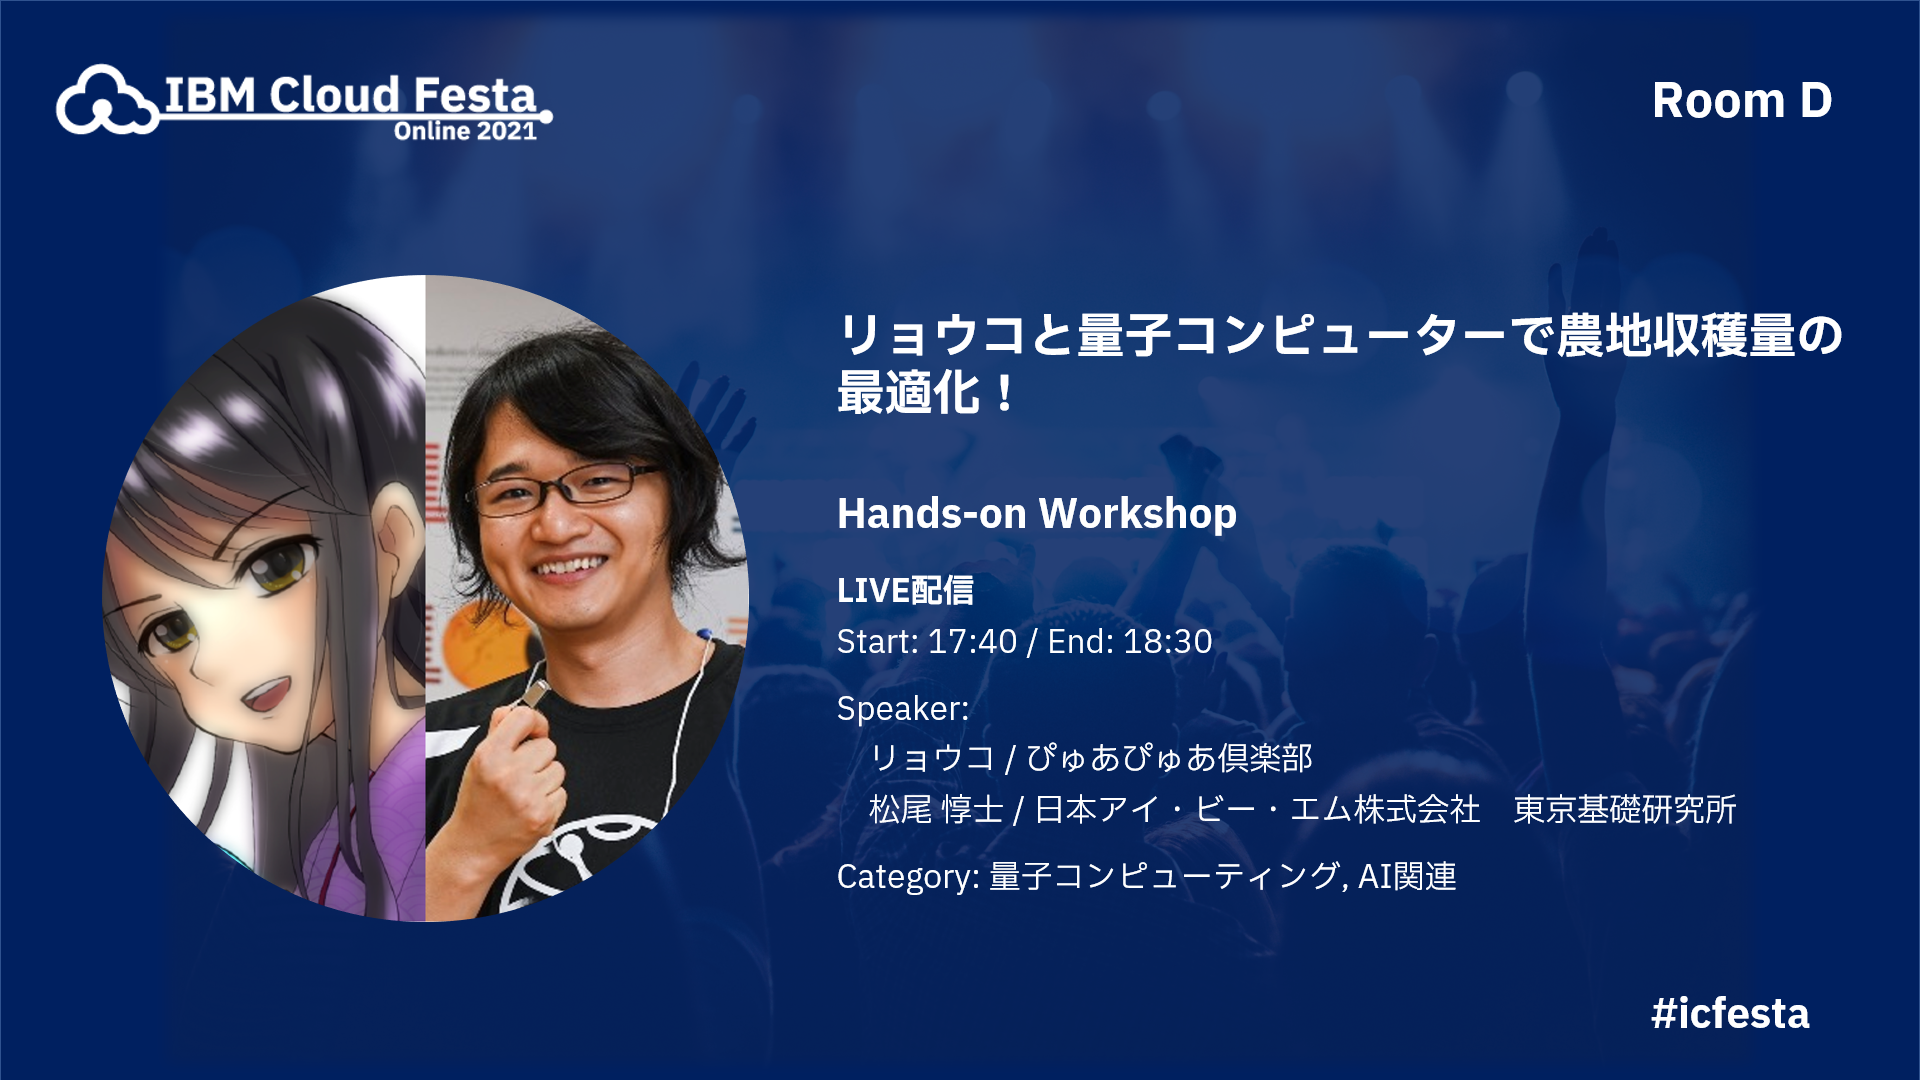 IBM Cloud Festa
Online 2021
Room D
リョウコと量子コンピューターで農地収穫量の
最適化！
Hands-on Workshop
LIVE配信
Start: 17:40 / End: 18:30
Speaker:
リョウコ / ぴゅあぴゅあ倶楽部
松尾 惇士 / 日本アイ・ビー・エム株式会社　東京基礎研究所
Category: 量子コンピューティング, AI関連
#icfesta